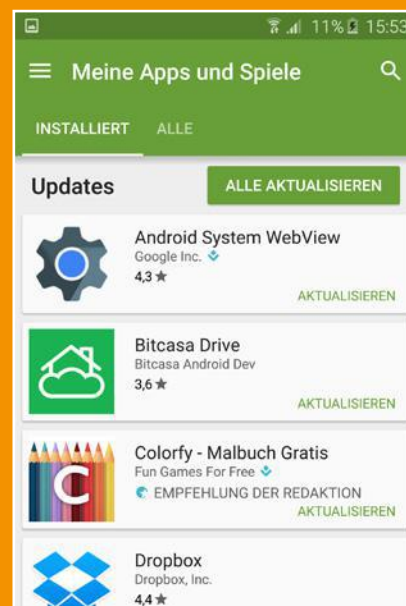 11% 15:53
Meine Apps und Spiele
INSTALLIERT ALLE
Updates ALLE AKTUALISIEREN
Android System WebView
Google Inc.
4,3★
AKTUALISIEREN
Bitcasa Drive
Bitcasa Android Dev
3,6★
AKTUALISIEREN
C
Colorfy - Malbuch Gratis
Fun Games For Free
EMPFEHLUNG DER REDAKTION
AKTUALISIEREN
Dropbox
Dropbox, Inc.
4,4★